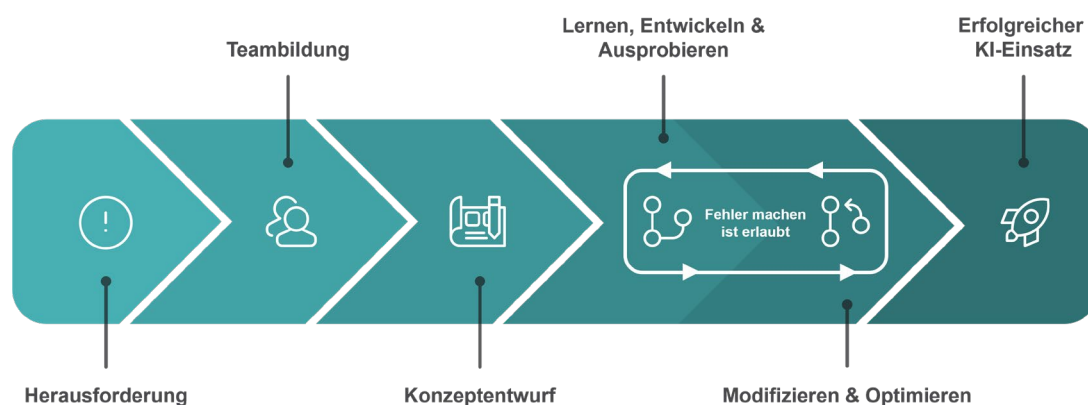 Teambildung
Lernen, Entwickeln &
Ausprobieren
Erfolgreicher
KI-Einsatz
Fehler machen
ist erlaubt
Herausforderung
Konzeptentwurf
Modifizieren & Optimieren